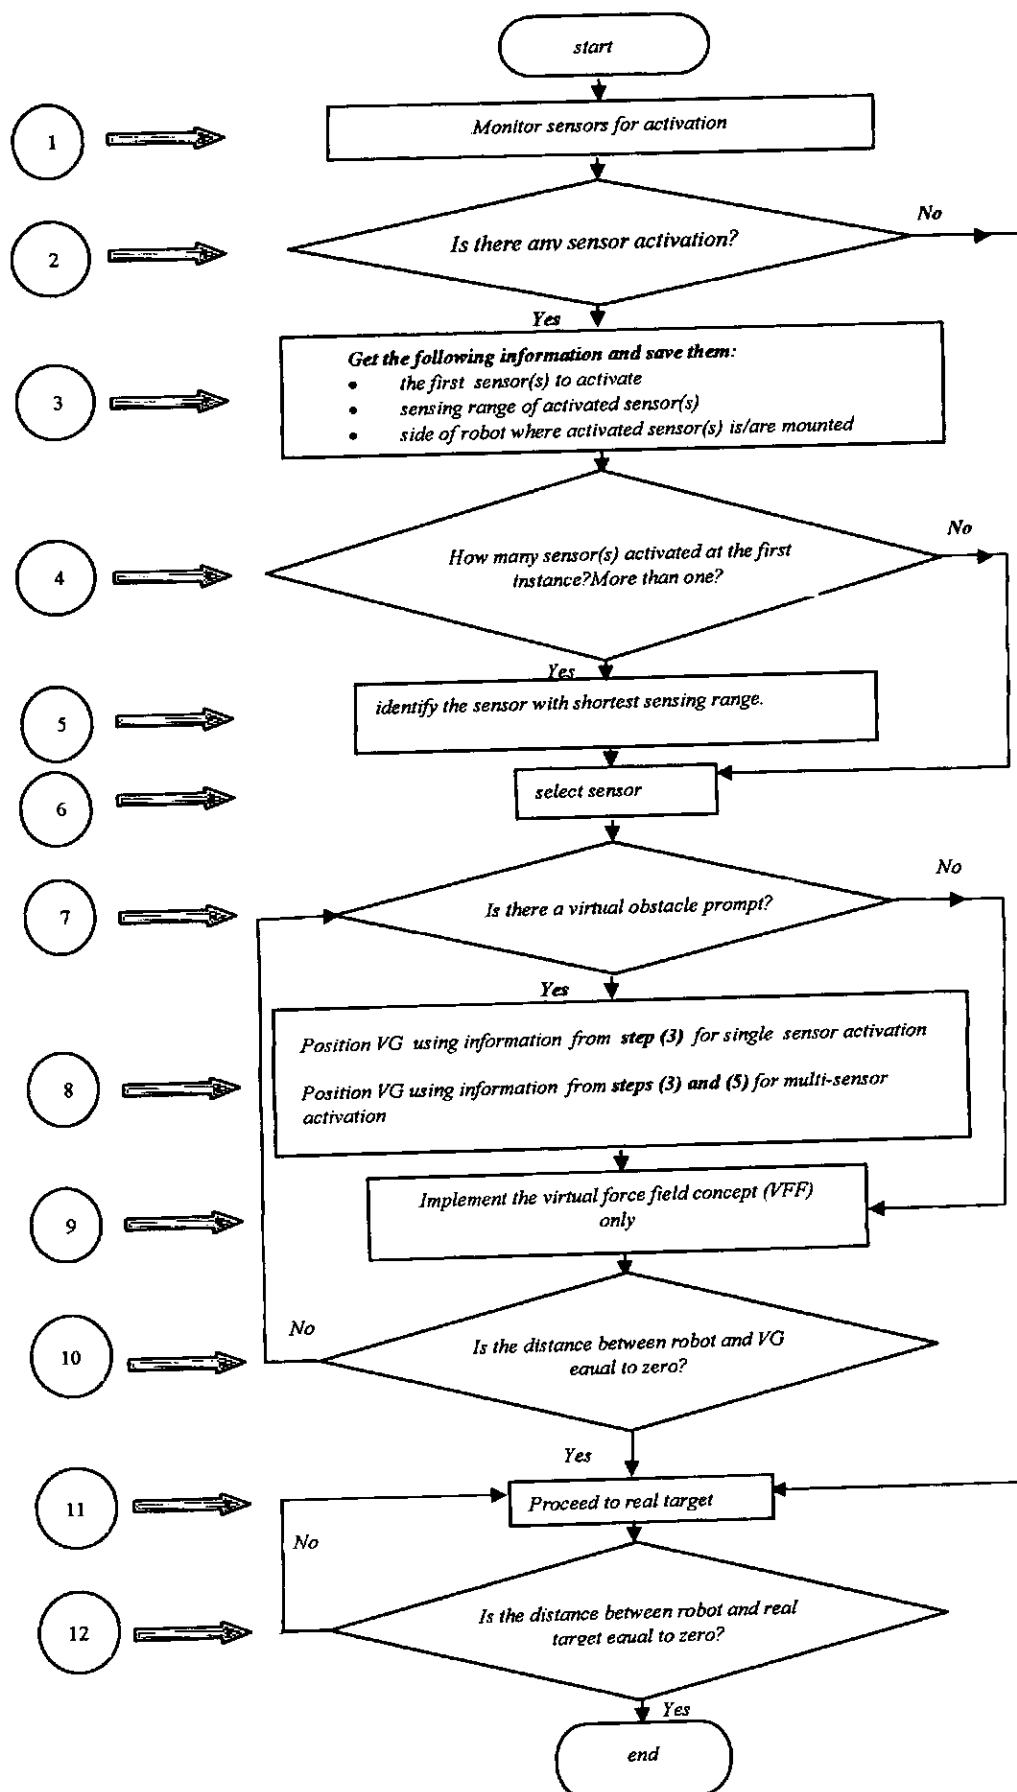 start
1
Monitor sensors for activation
2
Is there any sensor activation?
No
Yes
3
Get the following information and save them:
• the first sensor(s) to activate
• sensing range of activated sensor(s)
• side of robot where activated sensor(s) is/are mounted
4
How many sensor(s) activated at the first
instance?More than one?
No
Yes
5
identify the sensor with shortest sensing range.
6
select sensor
7
Is there a virtual obstacle prompt?
No
Yes
8
Position VG using information from step (3) for single sensor activation
Position VG using information from steps (3) and (5) for multi-sensor
activation
9
Implement the virtual force field concept (VFF)
only
10
No
Is the distance between robot and VG
equal to zero?
Yes
11
Proceed to real target
No
12
Is the distance between robot and real
target equal to zero?
Yes
end